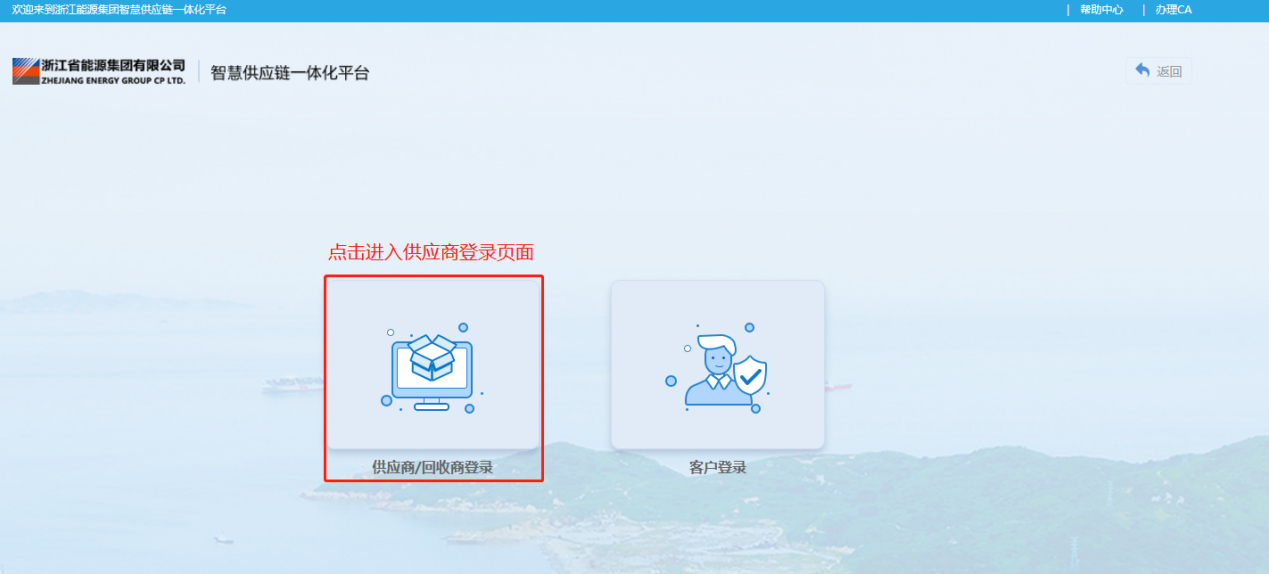 欢迎来到浙江能源集团智慧供应链一体化平台
| 帮助中心 | 办理CA
浙江省能源集团有限公司
ZHEJIANG ENERGY GROUP CP LTD.
智慧供应链一体化平台
返回
点击进入供应商登录页面
供应商/回收商登录
客户登录